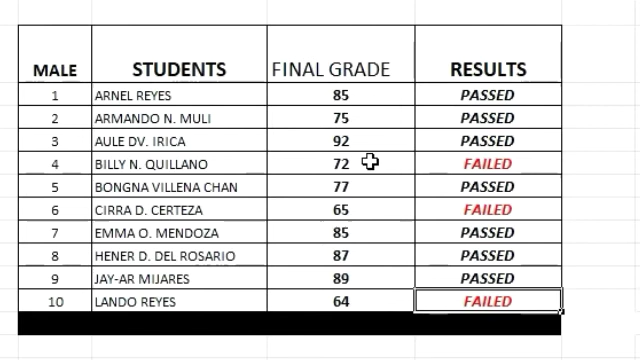 MALE STUDENTS FINAL GRADE RESULTS
1 ARNEL REYES 85 PASSED
2 ARMANDO N. MULI 75 PASSED
3 AULE DV. IRICA 92 PASSED
4 BILLY N. QUILLANO 72 FAILED
5 BONGNA VILLENA CHAN 77 PASSED
6 CIRRA D. CERTEZA 65 FAILED
7 EMMA O. MENDOZA 85 PASSED
8 HENER D. DEL ROSARIO 87 PASSED
9 JAY-AR MIJARES 89 PASSED
10 LANDO REYES 64 FAILED